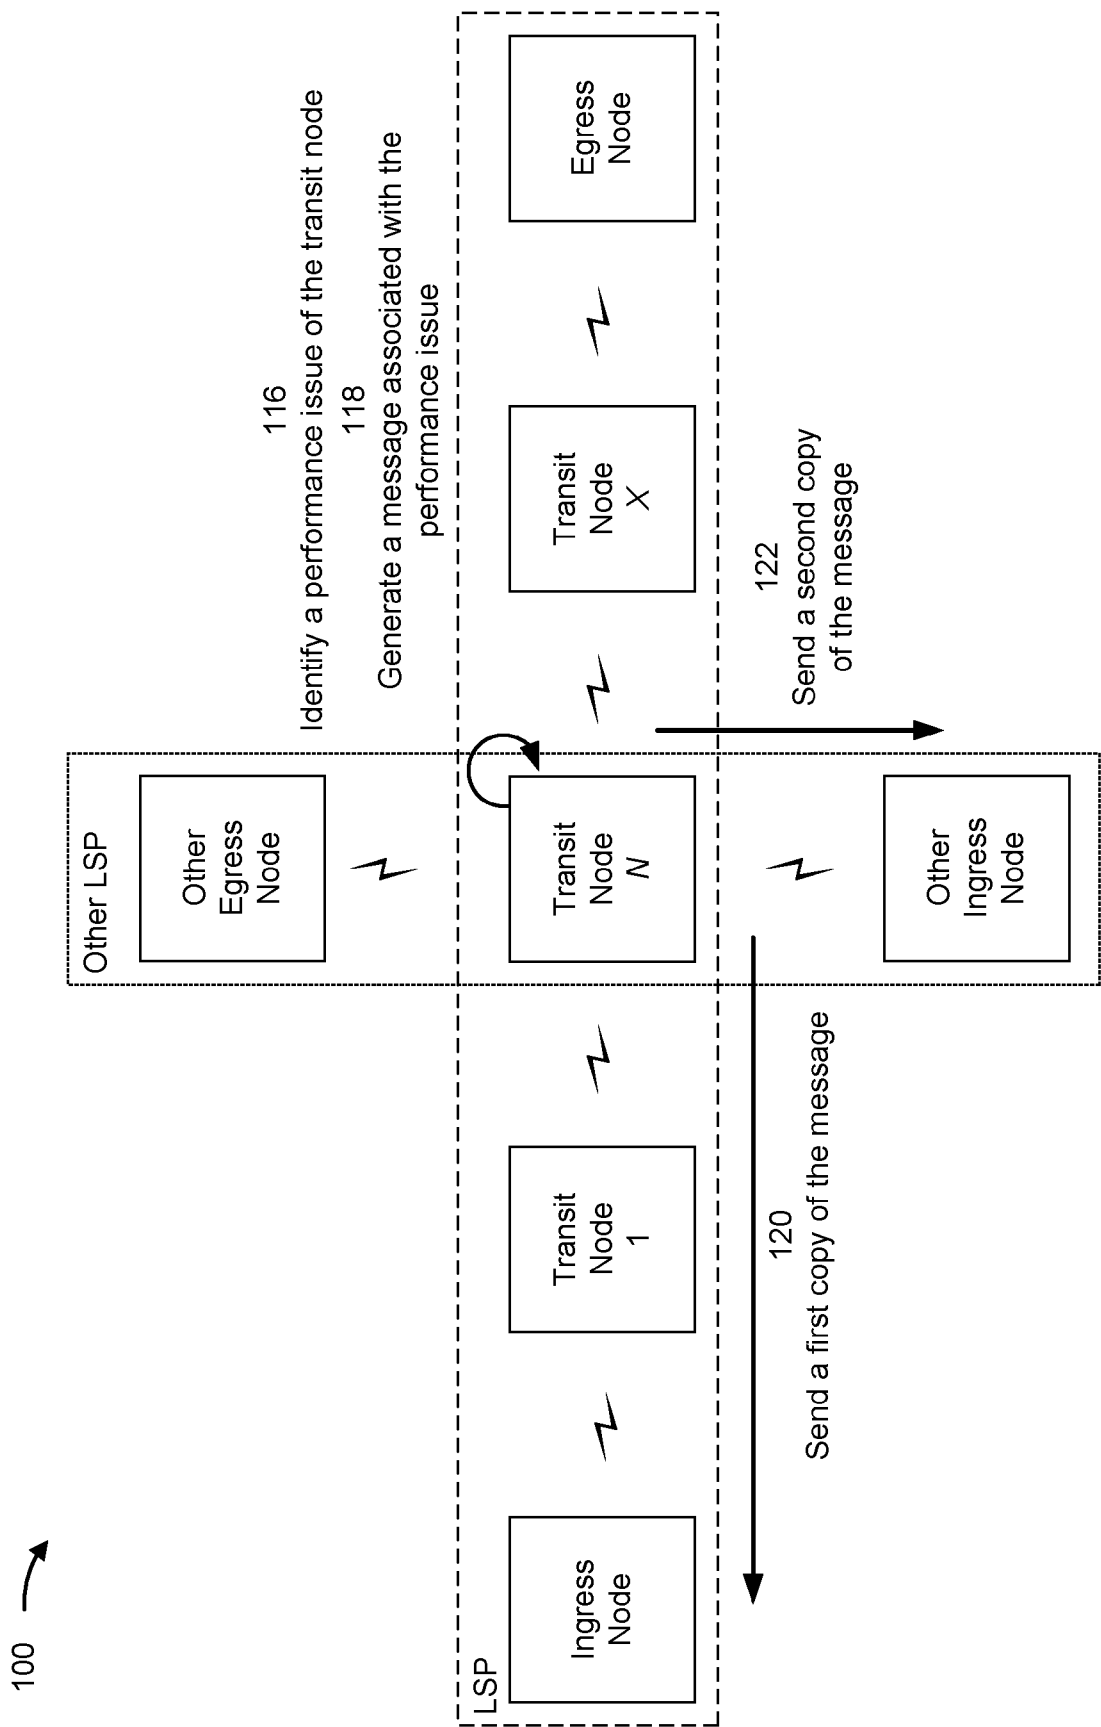 100
116
Identify a performance issue of the transit node
118
Generate a message associated with the
performance issue
Other LSP
Other
Egress
Node
LSP
Ingress
Node
Transit
Node
1
Transit
Node
N
Transit
Node
X
Egress
Node
120
Send a first copy of the message
122
Send a second copy
of the message
Other
Ingress
Node